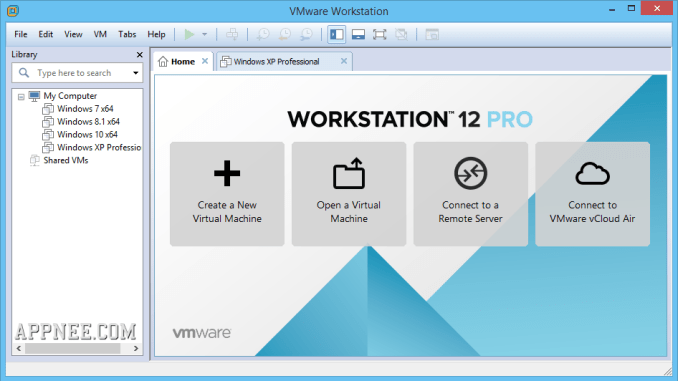 VMware Workstation
File Edit View VM Tabs Help
Library
Type here to search
My Computer
Windows 7 x64
Windows 8.1 x64
Windows 10 x64
Windows XP Professio
Shared VMs
APPNEE.COM
Home
Windows XP Professional
WORKSTATION™ 12 PRO
Create a New
Virtual Machine
Open a Virtual
Machine
Connect to a
Remote Server
Connect to
VMware vCloud Air
vmware